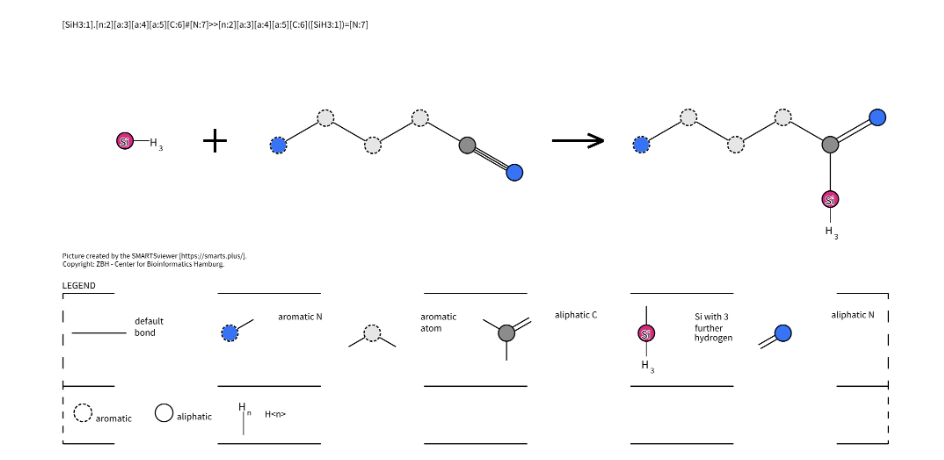 [SiH3:1].[n:2][a:3][a:4][a:5][C:6]#[N:7]>>[n:2][a:3][a:4][a:5][C:6]([SiH3:1])=[N:7]
Si H3
+
Si
H3
Picture created by the SMARTSviewer [https://smarts.plus/].
Copyright: ZBH - Center for Bioinformatics Hamburg.
LEGEND
default
bond
aromatic N
aromatic
atom
aliphatic C
Si
H3
Si with 3
further
hydrogen
aliphatic N
aromatic
aliphatic
Hn
H<n>